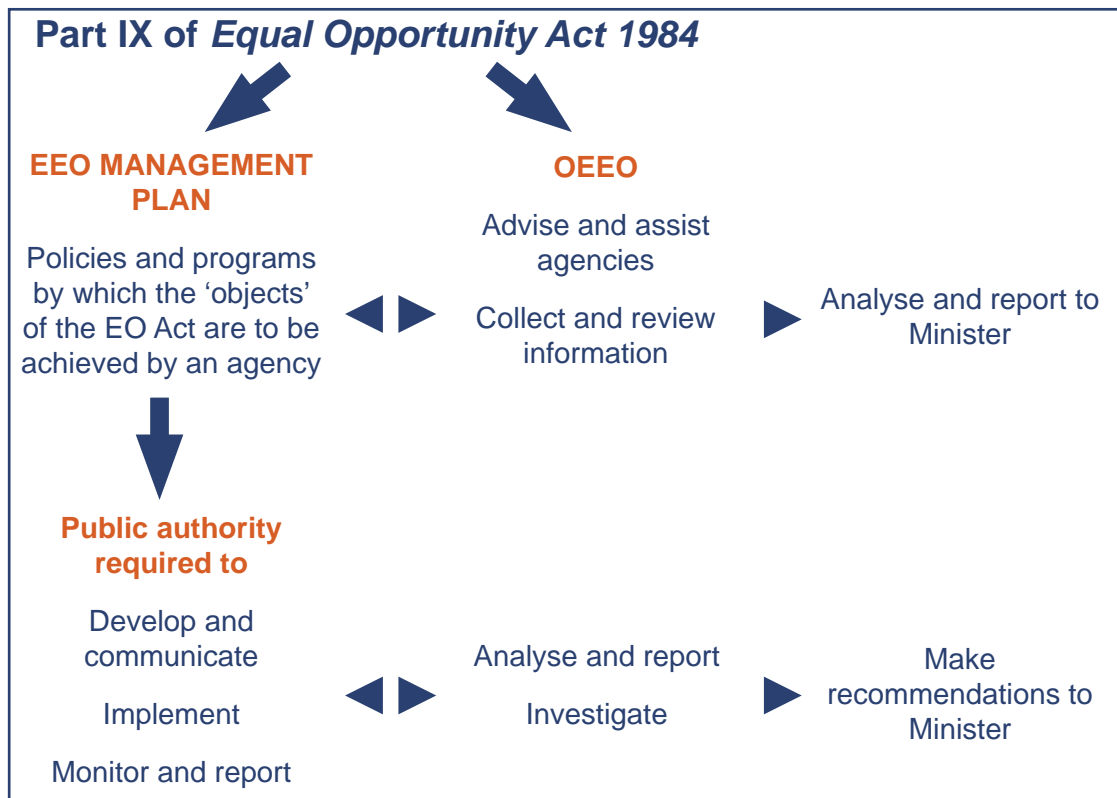 Part IX of Equal Opportunity Act 1984
EEO MANAGEMENT
PLAN
Policies and programs
by which the ‘objects’
of the EO Act are to be
achieved by an agency
OEEO
Advise and assist
agencies
Collect and review
information
Analyse and report to
Minister
Public authority
required to
Develop and
communicate
Implement
Monitor and report
Analyse and report
Investigate
Make
recommendations to
Minister